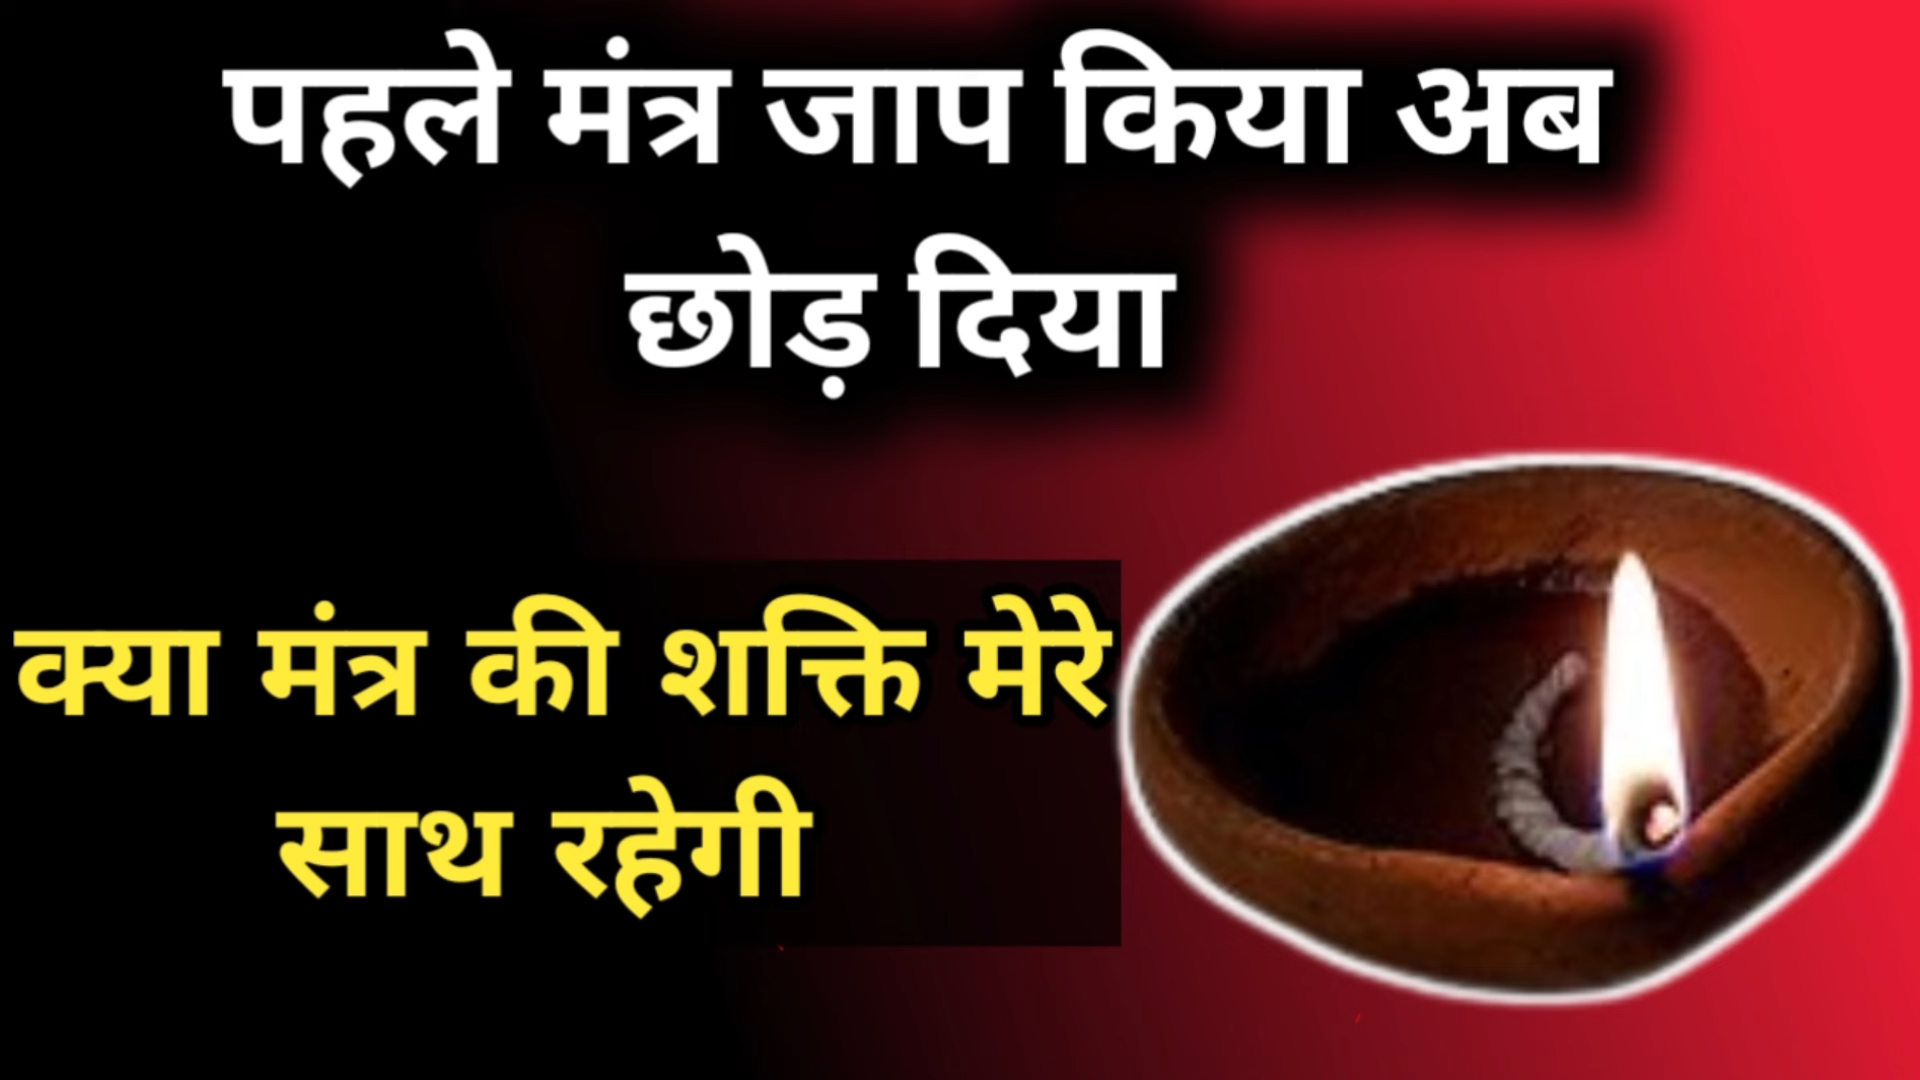 पहले मंत्र जाप किया अब
छोड़ दिया
क्या मंत्र की शक्ति मेरे
साथ रहेगी